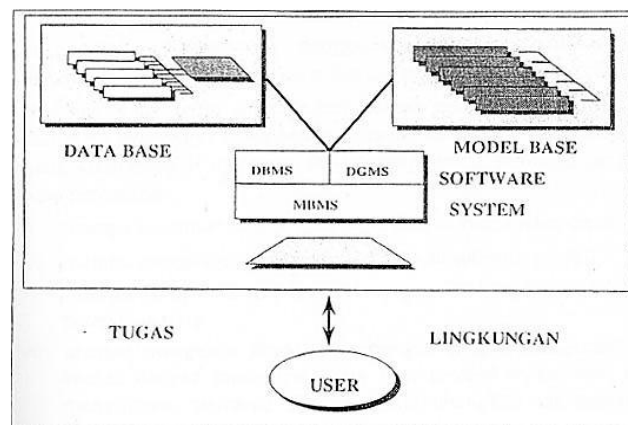 DATA BASE
MODEL BASE
DBMS
DGMS
SOFTWARE
MBMS
SYSTEM
TUGAS
LINGKUNGAN
USER